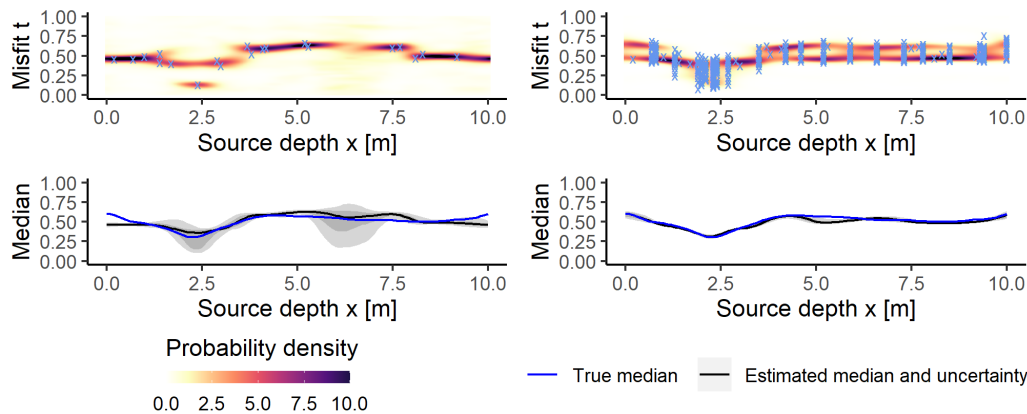 Misfit t
1.00
0.75
0.50
0.25
0.00
0.0 2.5 5.0 7.5 10.0
Source depth x [m]
Misfit t
1.00
0.75
0.50
0.25
0.00
0.0 2.5 5.0 7.5 10.0
Source depth x [m]
Median
1.00
0.75
0.50
0.25
0.00
0.0 2.5 5.0 7.5 10.0
Source depth x [m]
Median
1.00
0.75
0.50
0.25
0.00
0.0 2.5 5.0 7.5 10.0
Source depth x [m]
Probability density
0.0 2.5 5.0 7.5 10.0
True median
Estimated median and uncertainty